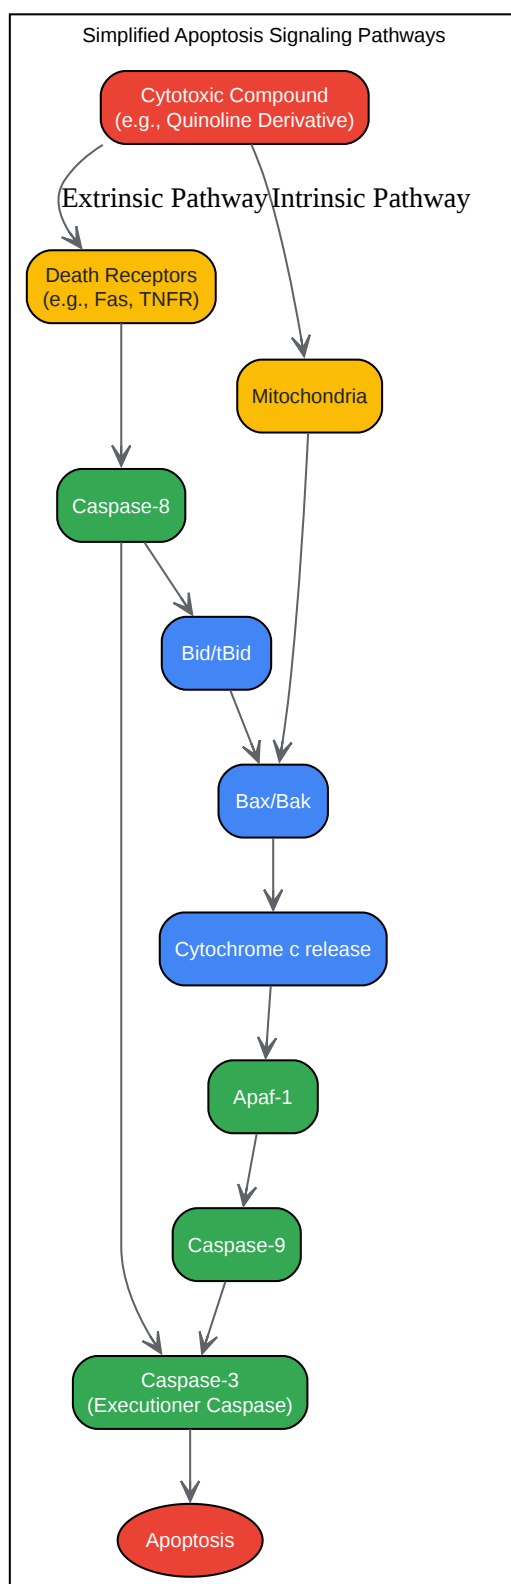 Simplified Apoptosis Signaling Pathways
Cytotoxic Compound
(e.g., Quinoline Derivative)
Extrinsic Pathway
Intrinsic Pathway
Death Receptors
(e.g., Fas, TNFR)
Mitochondria
Caspase-8
Bid/tBid
Bax/Bak
Cytochrome c release
Apaf-1
Caspase-9
Caspase-3
(Executioner Caspase)
Apoptosis